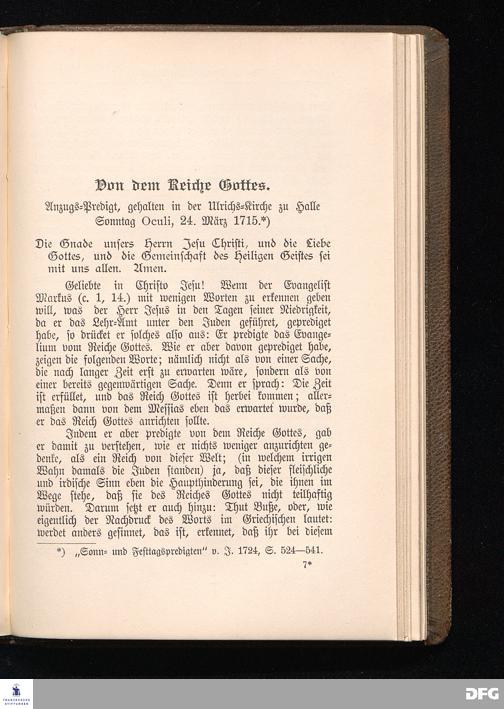 Von dem Reiche Gottes.
Anzugs-Predigt, gehalten in der Ulrichs-Kirche zu Halle
Sonntag Oculi, 24. März 1715.*)
Die Gnade unsers Herrn Jesu Christi, und die Liebe
Gottes, und die Gemeinschaft des Heiligen Geistes sei
mit uns allen. Amen.
Geliebte in Christo Jesu! Wenn der Evangelist
Markus (c. 1, 14.) mit wenigen Worten zu erkennen geben
will, was der Herr Jesus in den Tagen seiner Niedrigkeit,
da er das Lehr-Amt unter den Juden geführet, geprediget
habe, so drücket er solches also aus: Er predigte das Evange-
lium vom Reiche Gottes. Wie er aber davon geprediget habe,
zeigen die folgenden Worte; nämlich nicht als von einer Sache,
die nach langer Zeit erst zu erwarten wäre, sondern als von
einer bereits gegenwärtigen Sache. Denn er sprach: Die Zeit
ist erfüllet, und das Reich Gottes ist herbei kommen; aller-
maßen dann von dem Messias eben das erwartet wurde, daß
er das Reich Gottes anrichten sollte.
Indem er aber predigte von dem Reiche Gottes, gab
er damit zu verstehen, wie er nichts weniger anzurichten ge-
denke, als ein Reich von dieser Welt; (in welchem irrigen
Wahn damals die Juden standen) ja, daß dieser fleischliche
und irdische Sinn eben die Haupthinderung sei, die ihnen im
Wege stehe, daß sie des Reiches Gottes nicht teilhaftig
würden. Darum setzt er auch hinzu: Thut Buße, oder, wie
eigentlich der Nachdruck des Worts im Griechischen lautet:
werdet anders gesinnet, das ist, erkennet, daß ihr bei diesem
*) „Sonn- und Festtagspredigten“ v. J. 1724, S. 524—541.
7*
FRANCKESCHE
STIFTUNGEN
DFG